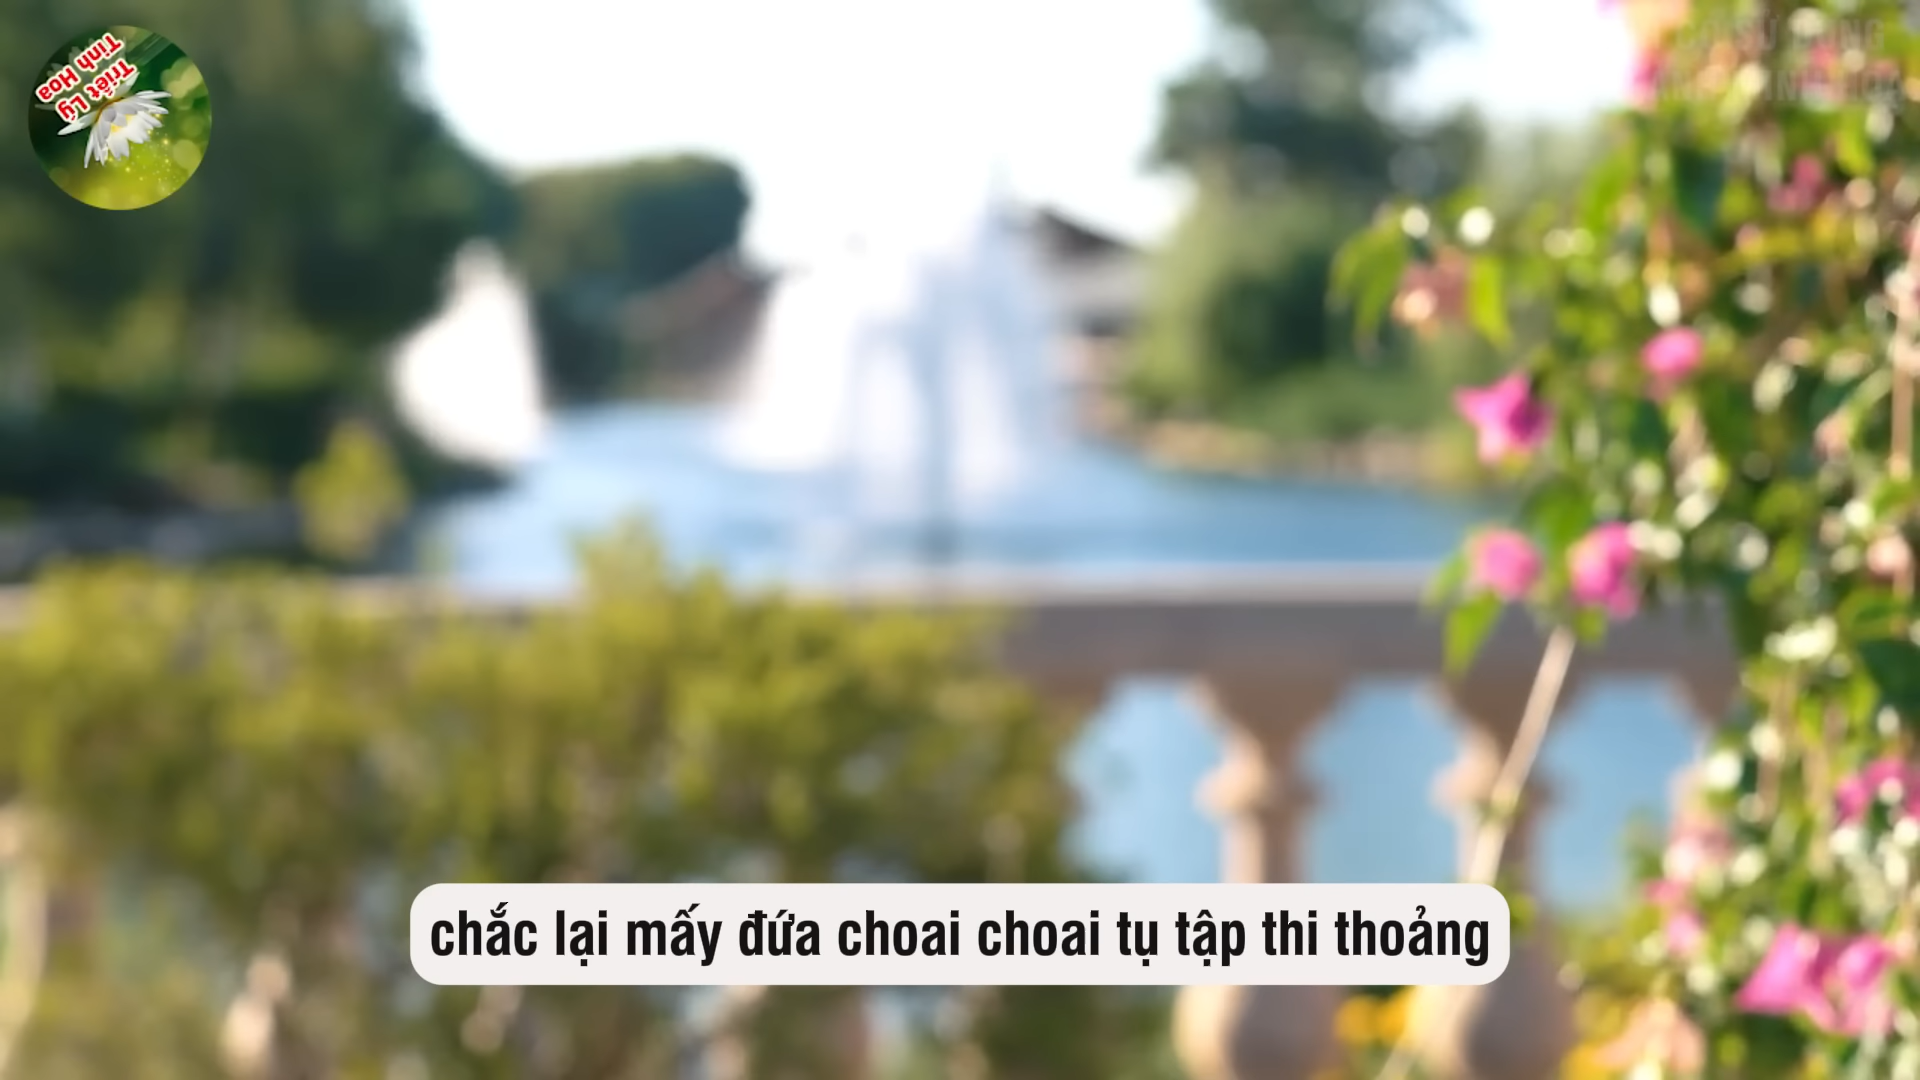 Tinh Hoa
Triết Lý
chắc lại mấy đứa choai choai tụ tập thi thoảng